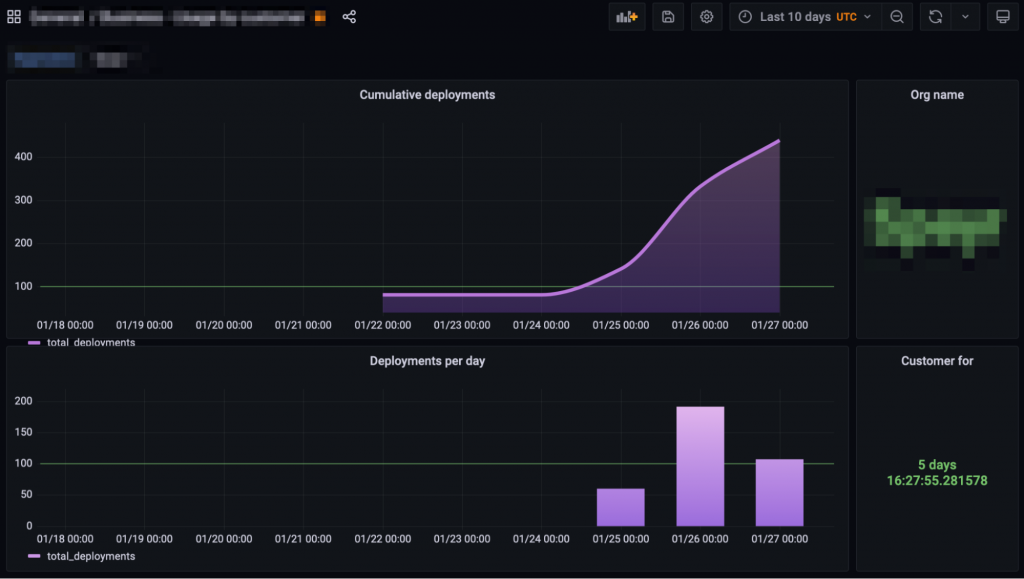 Last 10 days UTC
Cumulative deployments
400
300
200
100
01/18 00:00 01/19 00:00 01/20 00:00 01/21 00:00 01/22 00:00 01/23 00:00 01/24 00:00 01/25 00:00 01/26 00:00 01/27 00:00
total_deployments
Org name
Deployments per day
200
150
100
50
0
01/18 00:00 01/19 00:00 01/20 00:00 01/21 00:00 01/22 00:00 01/23 00:00 01/24 00:00 01/25 00:00 01/26 00:00 01/27 00:00
total_deployments
Customer for
5 days
16:27:55.281578